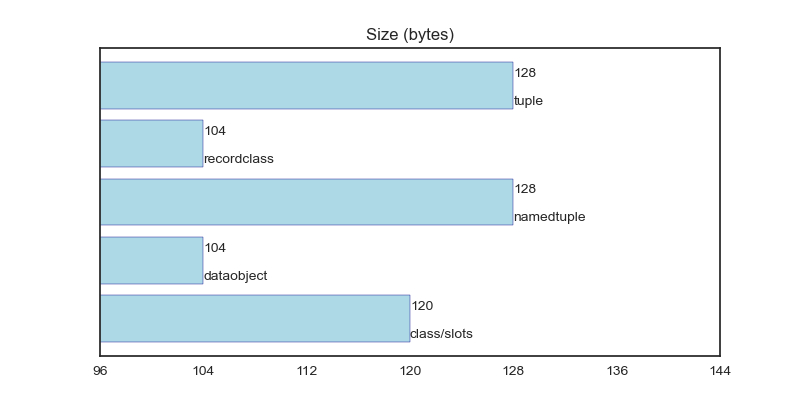 Size (bytes)
128
tuple
104
recordclass
128
namedtuple
104
dataobject
120
class/slots
96 104 112 120 128 136 144